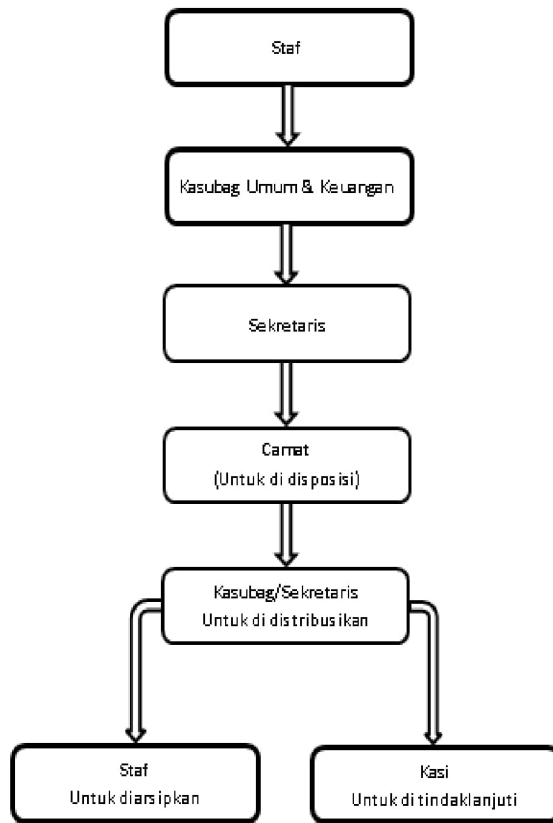 Staf
Kasubag Umum & Keuangan
Sekretaris
Camat
(Untuk di disposisi)
Kasubag/Sekretaris
Untuk di distribusikan
Staf
Untuk diarsipkan
Kasi
Untuk di tindaklanjuti